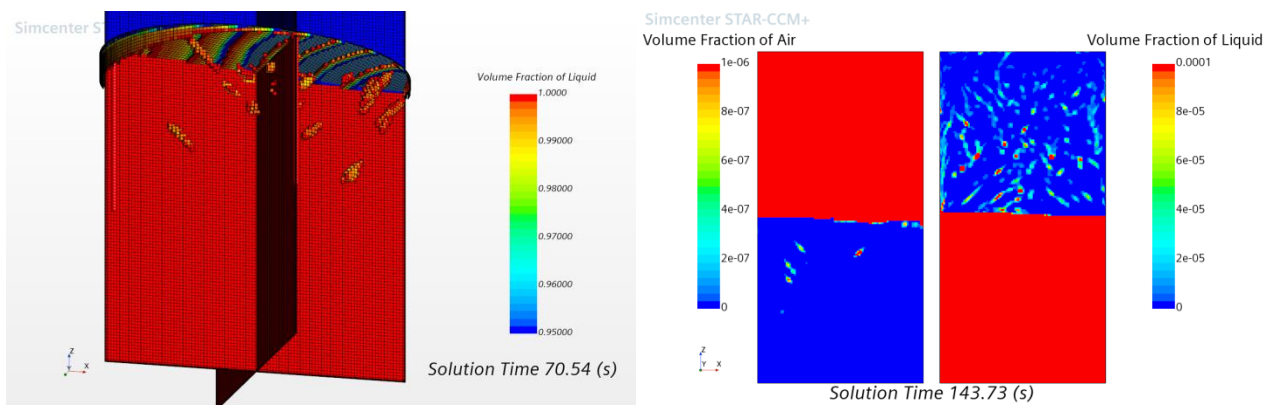 Simcenter ST
Volume Fraction of Liquid
1.0000
0.99000
0.98000
0.97000
0.96000
0.95000
Z
Y
X
Solution Time 70.54 (s)
Simcenter STAR-CCM+
Volume Fraction of Air
1e-06
8e-07
6e-07
4e-07
2e-07
0
Volume Fraction of Liquid
0.0001
8e-05
6e-05
4e-05
2e-05
0
Z
Y X
Solution Time 143.73 (s)